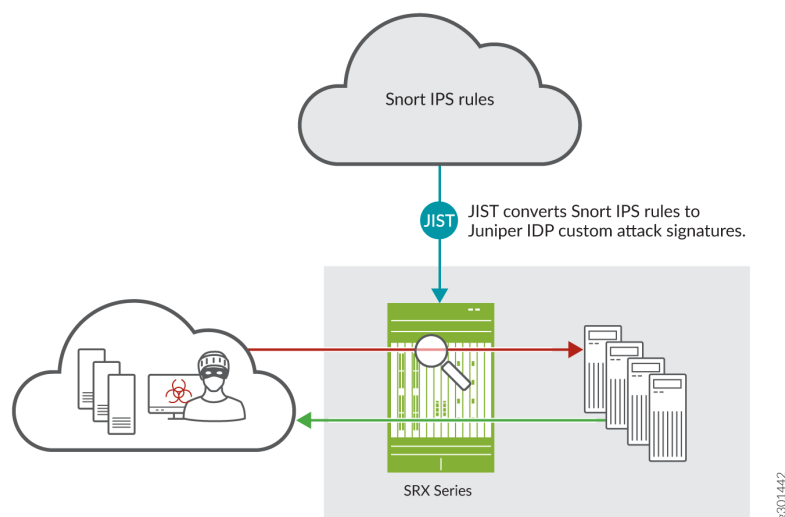 Snort IPS rules
JIST
JIST converts Snort IPS rules to
Juniper IDP custom attack signatures.
SRX Series